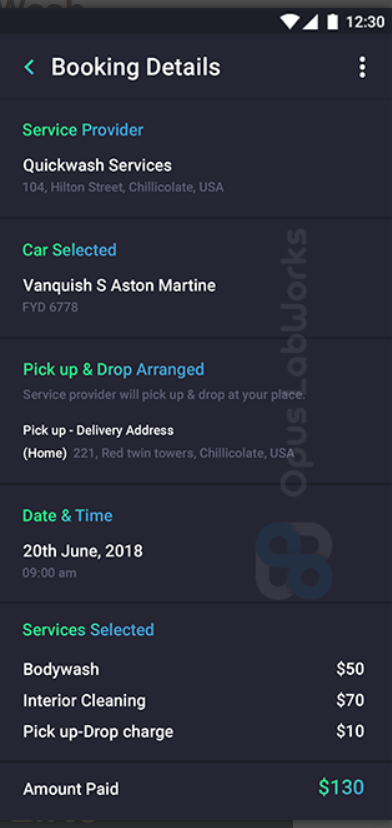 Wash
12:30
Booking Details
Service Provider
Quickwash Services
104, Hilton Street, Chillicolate, USA
Car Selected
Vanquish S Aston Martine
FYD 6778
Pick up & Drop Arranged
Service provider will pick up & drop at your place.
Pick up - Delivery Address
(Home) 221, Red twin towers, Chillicolate, USA
Opus LabWorks
Date & Time
20th June, 2018
09:00 am
Services Selected
Bodywash $50
Interior Cleaning $70
Pick up-Drop charge $10
Amount Paid $130